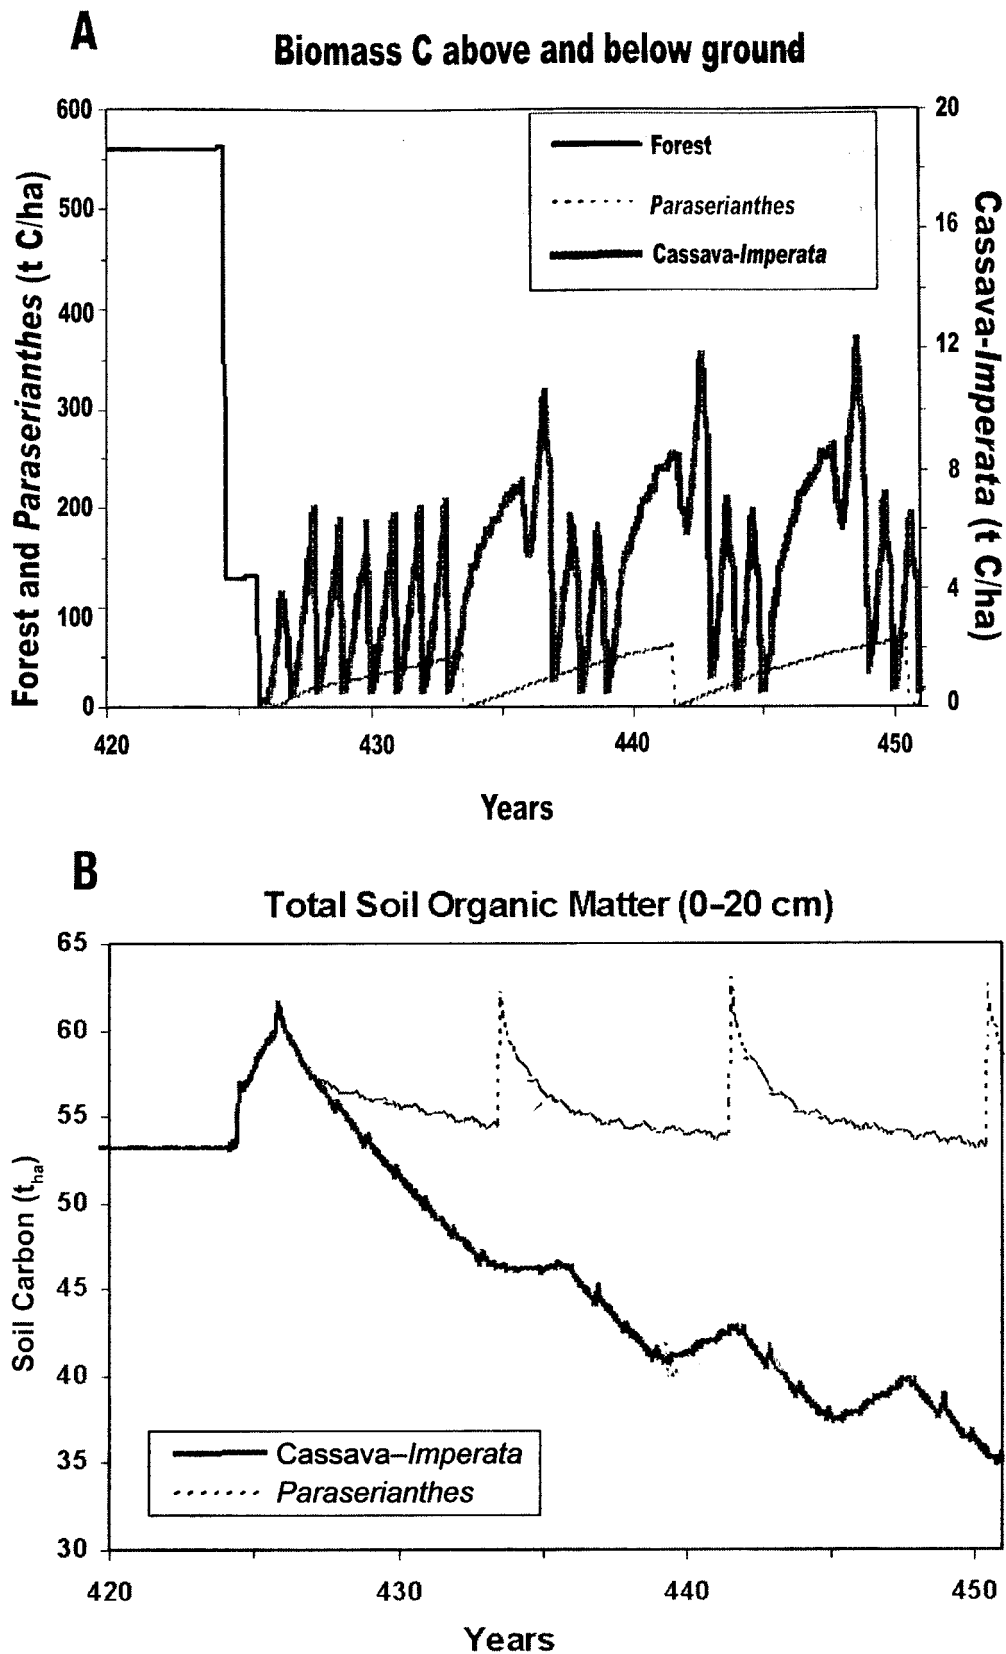 A
Biomass C above and below ground
600
500
400
300
200
100
0
Forest and Paraserianthes (t C/ha)
20
16
12
8
4
0
Cassava-Imperata (t C/ha)
Forest
Paraserianthes
Cassava-Imperata
420
430
440
450
Years
B
Total Soil Organic Matter (0–20 cm)
65
60
55
50
45
40
35
30
Soil Carbon (tha)
Cassava–Imperata
Paraserianthes
420
430
440
450
Years